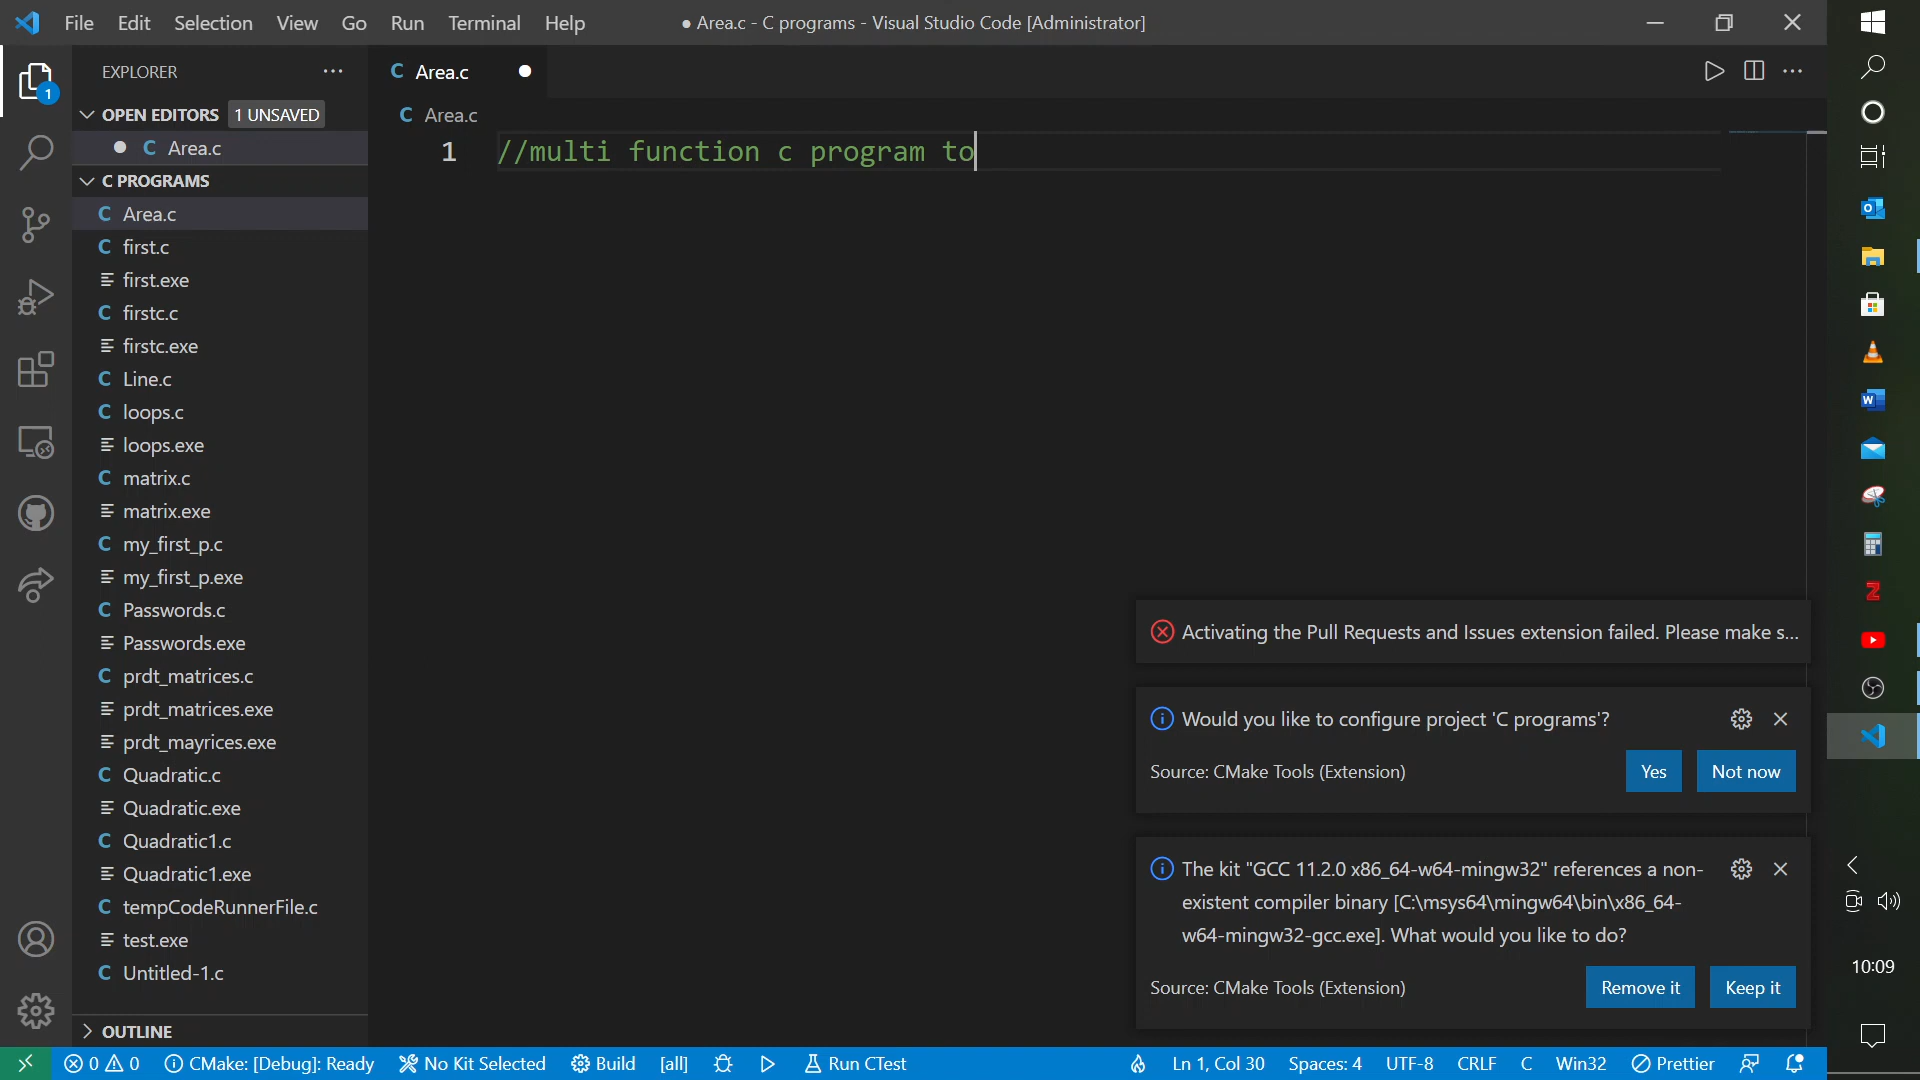 File Edit Selection View Go Run Terminal Help
● Area.c - C programs - Visual Studio Code [Administrator]
EXPLORER
1
OPEN EDITORS 1 UNSAVED
C Area.c
C PROGRAMS
C Area.c
C first.c
first.exe
C firstc.c
firstc.exe
C Line.c
C loops.c
loops.exe
C matrix.c
matrix.exe
C my_first_p.c
my_first_p.exe
C Passwords.c
Passwords.exe
C prdt_matrices.c
prdt_matrices.exe
prdt_mayrices.exe
C Quadratic.c
Quadratic.exe
C Quadratic1.c
Quadratic1.exe
C tempCodeRunnerFile.c
test.exe
C Untitled-1.c
OUTLINE
C Area.c
C Area.c
1 //multi function c program to
Activating the Pull Requests and Issues extension failed. Please make s...
Would you like to configure project 'C programs'?
Source: CMake Tools (Extension)
Yes Not now
The kit "GCC 11.2.0 x86_64-w64-mingw32" references a non-
existent compiler binary [C:\msys64\mingw64\bin\x86_64-
w64-mingw32-gcc.exe]. What would you like to do?
Source: CMake Tools (Extension)
Remove it Keep it
0 0 CMake: [Debug]: Ready No Kit Selected Build [all] Run CTest Ln 1, Col 30 Spaces: 4 UTF-8 CRLF C Win32 Prettier
10:09